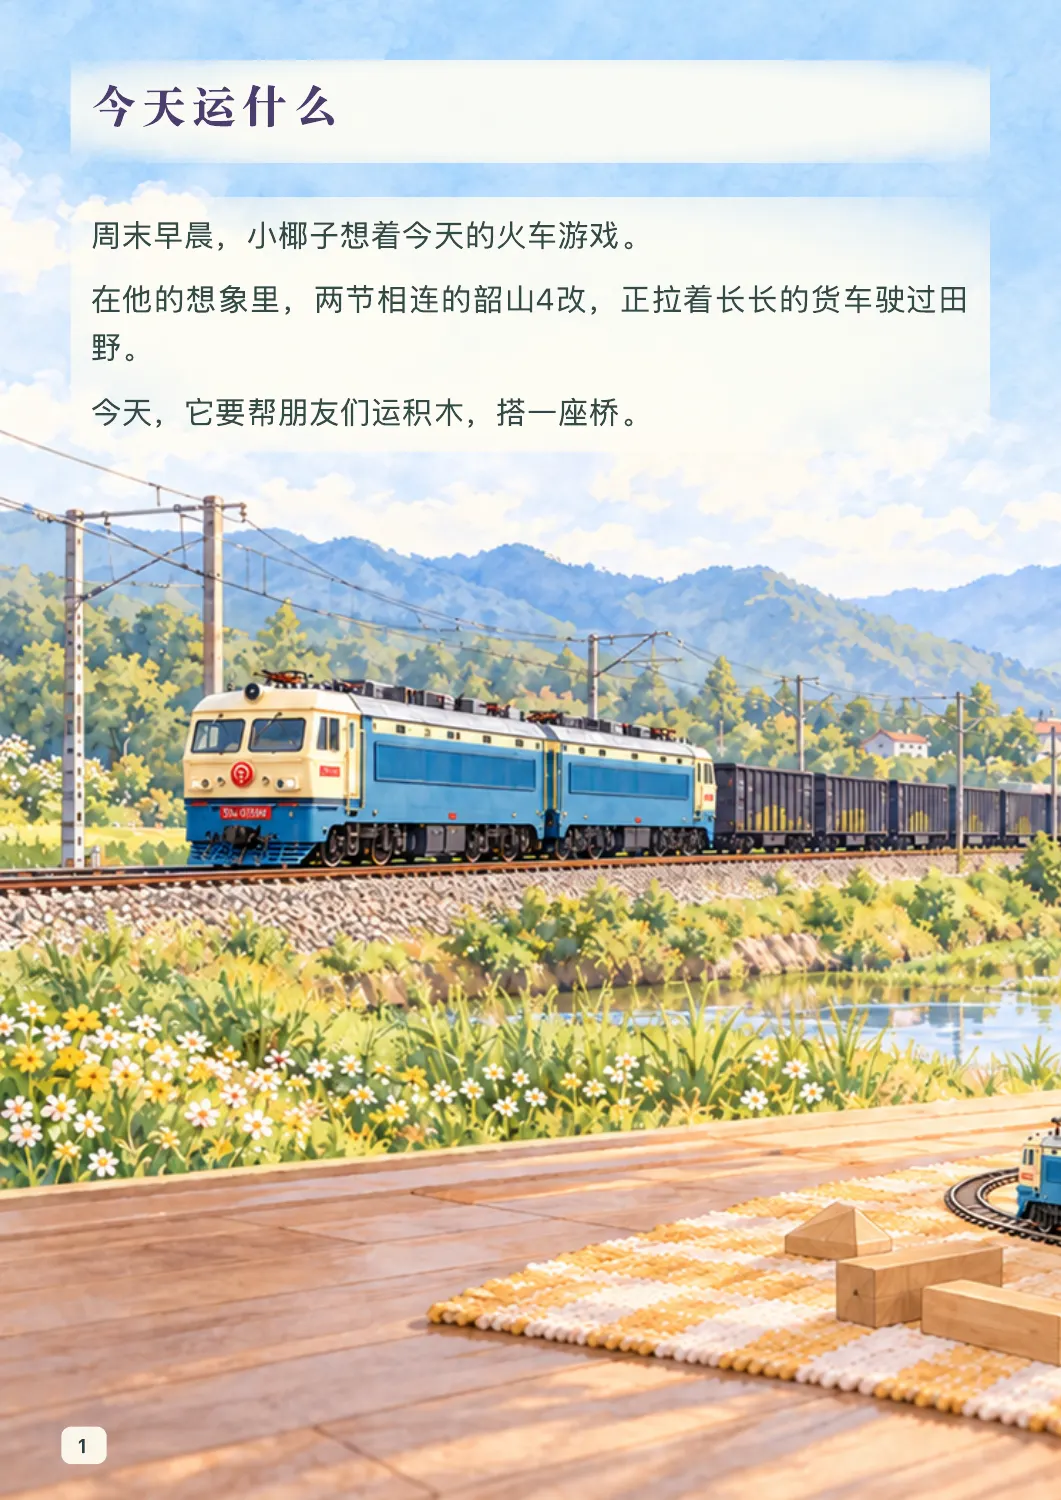 今天运什么
周末早晨，小椰子想着今天的火车游戏。
在他的想象里，两节相连的韶山4改，正拉着长长的货车驶过田
野。
今天，它要帮朋友们运积木，搭一座桥。
1